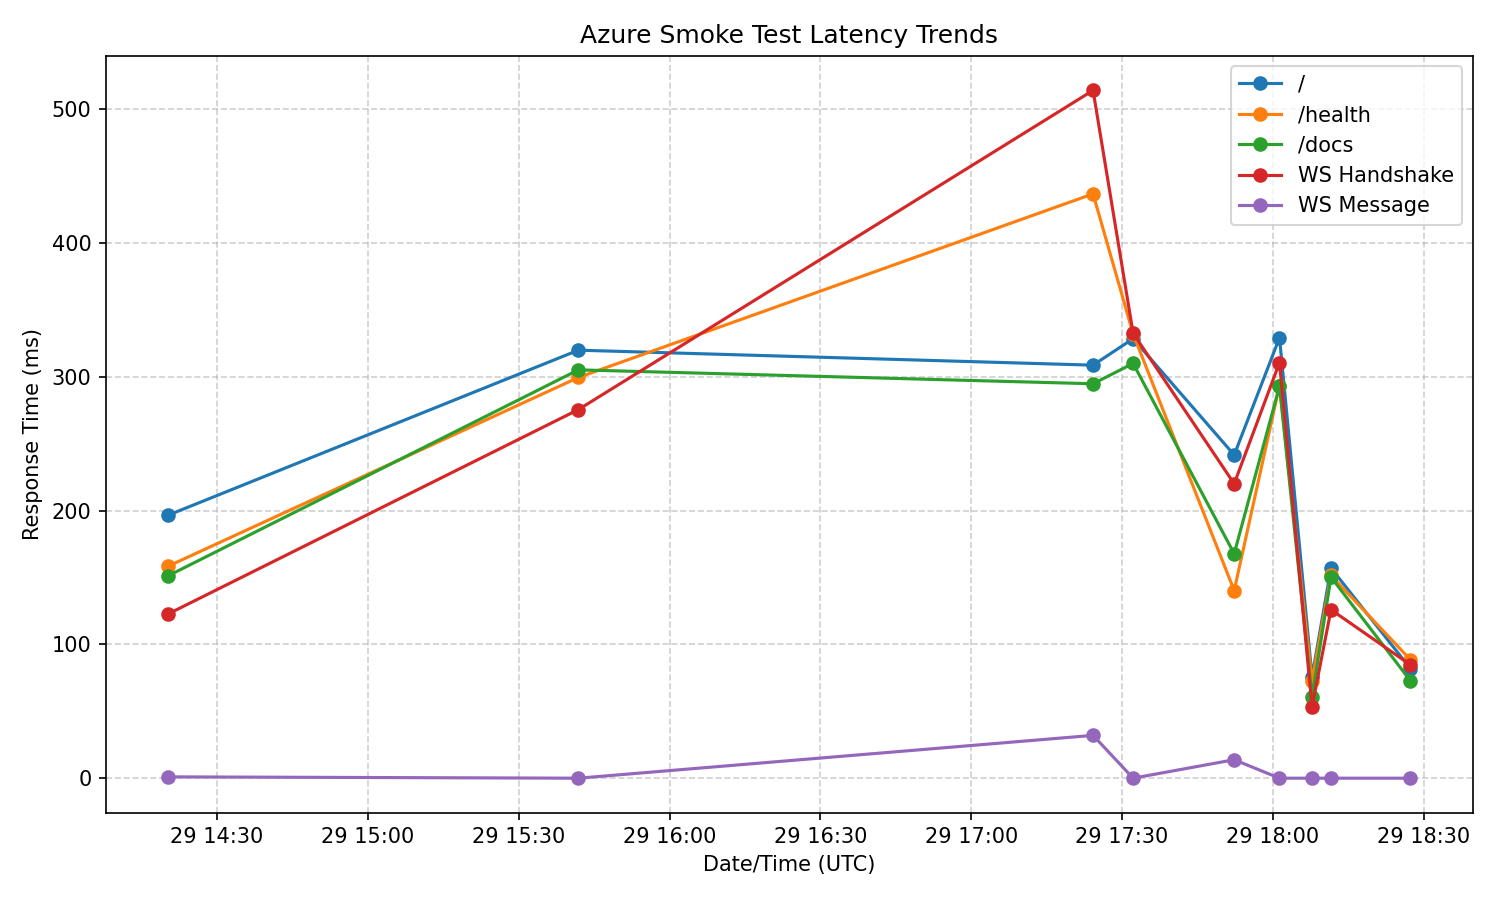 Azure Smoke Test Latency Trends
/
/health
/docs
WS Handshake
WS Message
Response Time (ms)
500
400
300
200
100
0
29 14:30
29 15:00
29 15:30
29 16:00
29 16:30
29 17:00
29 17:30
29 18:00
29 18:30
Date/Time (UTC)